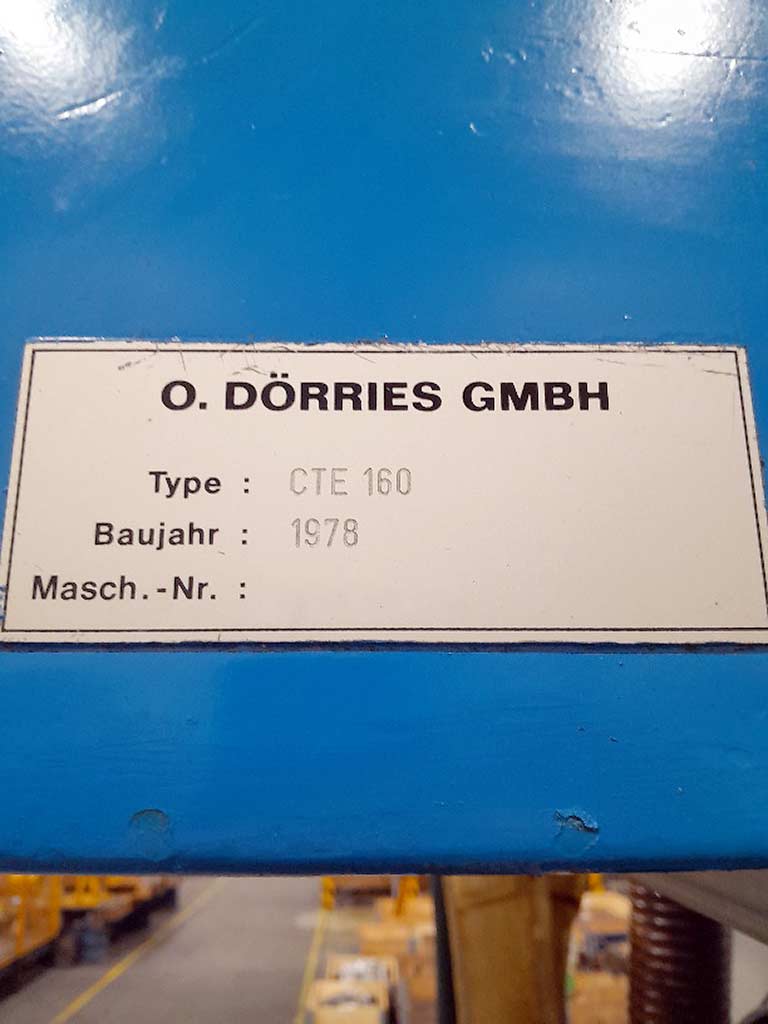 O. DÖRRIES GMBH
Type : CTE 160
Baujahr : 1978
Masch.-Nr. :